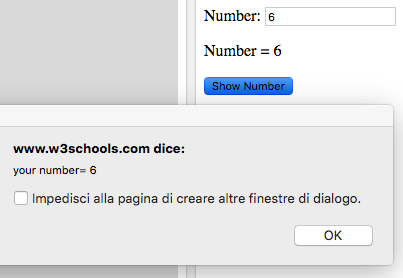 Number: 6
Number = 6
Show Number
www.w3schools.com dice:
your number= 6
Impedisci alla pagina di creare altre finestre di dialogo.
OK